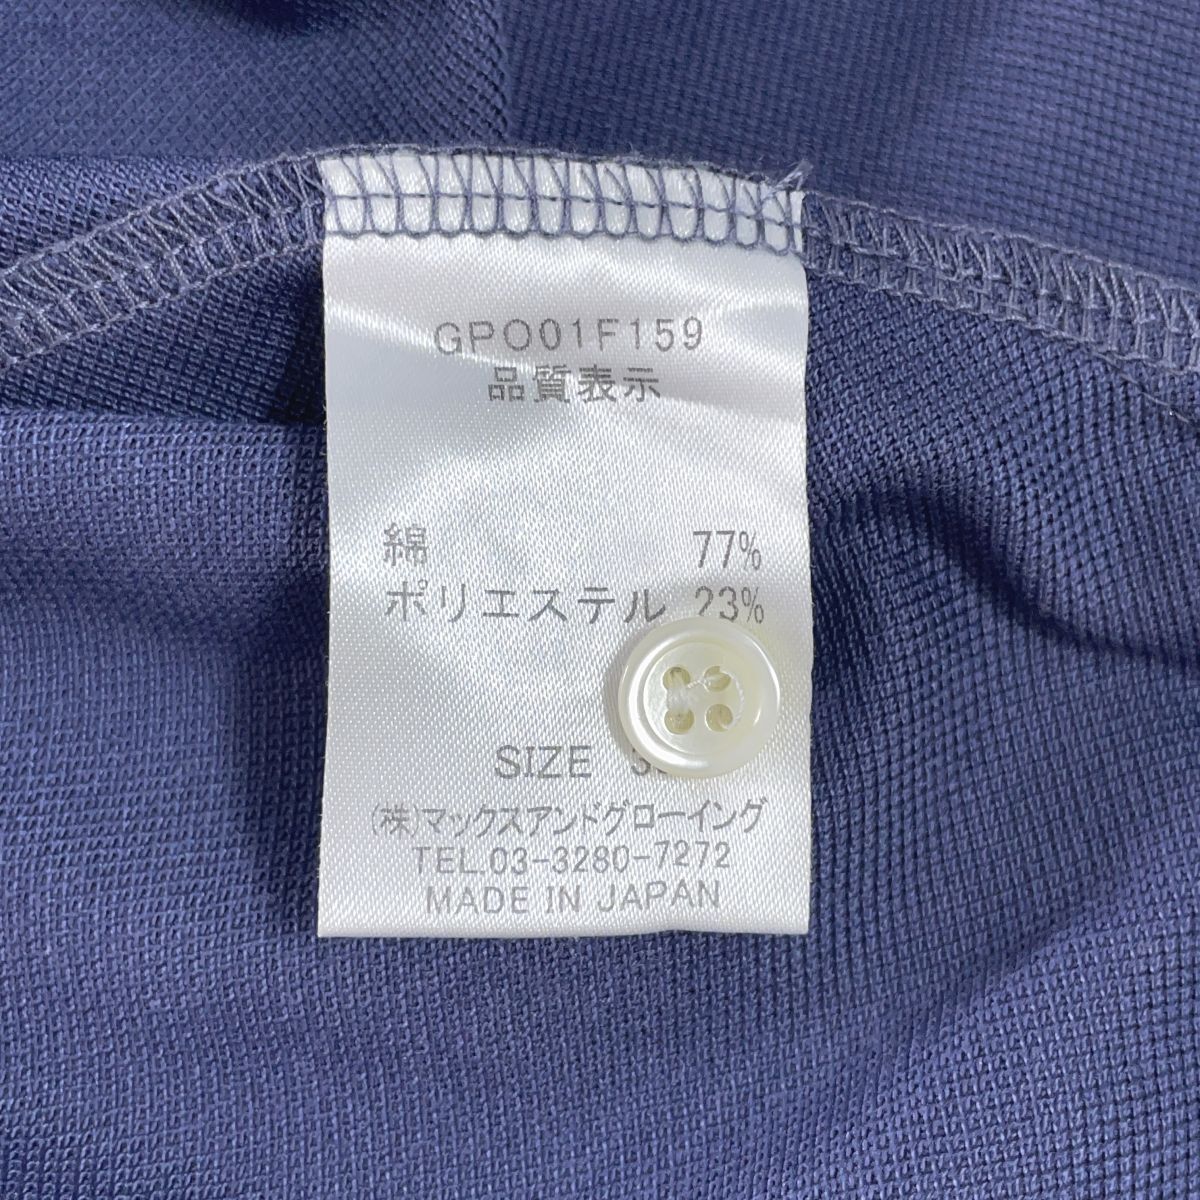 GPO01F159
品質表示
綿 77%
ポリエステル 23%
SIZE
(株)マックスアンドグローイング
TEL.03-3280-7272
MADE IN JAPAN